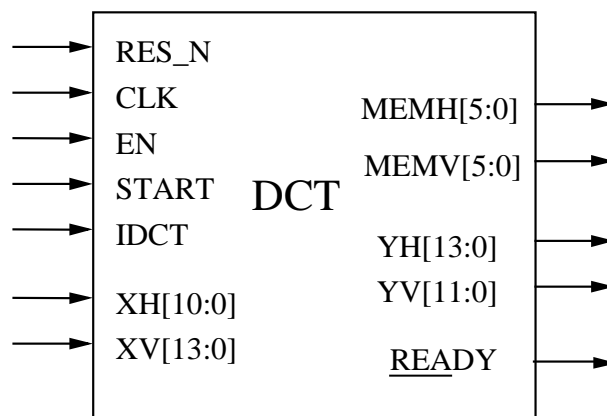 RES_N
CLK
EN
START
IDCT
XH[10:0]
XV[13:0]
DCT
MEMH[5:0]
MEMV[5:0]
YH[13:0]
YV[11:0]
READY